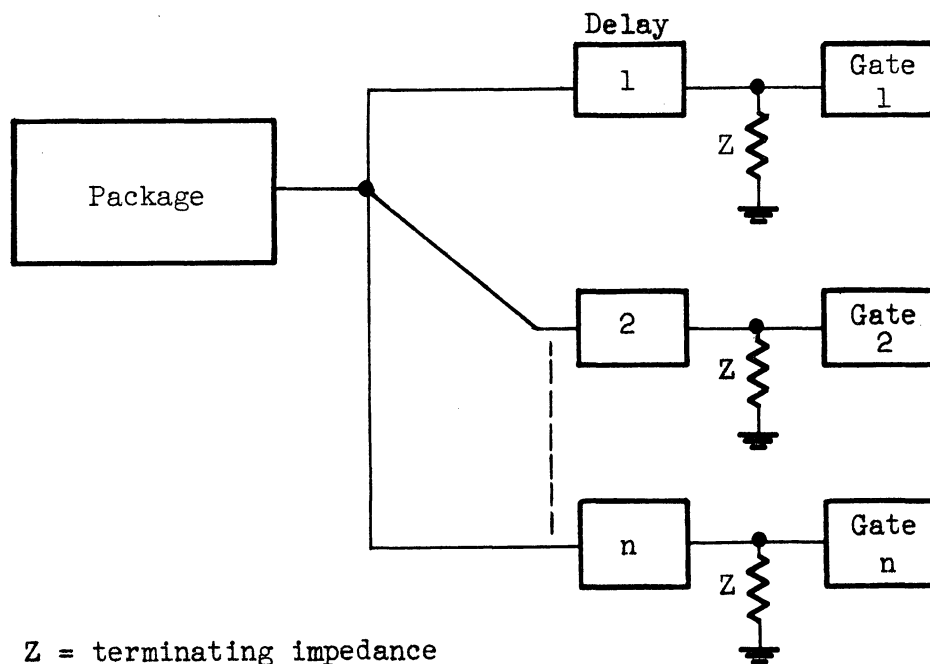 Delay
1
Gate
1
Z
Package
2
Gate
2
Z
n
Gate
n
Z
Z = terminating impedance